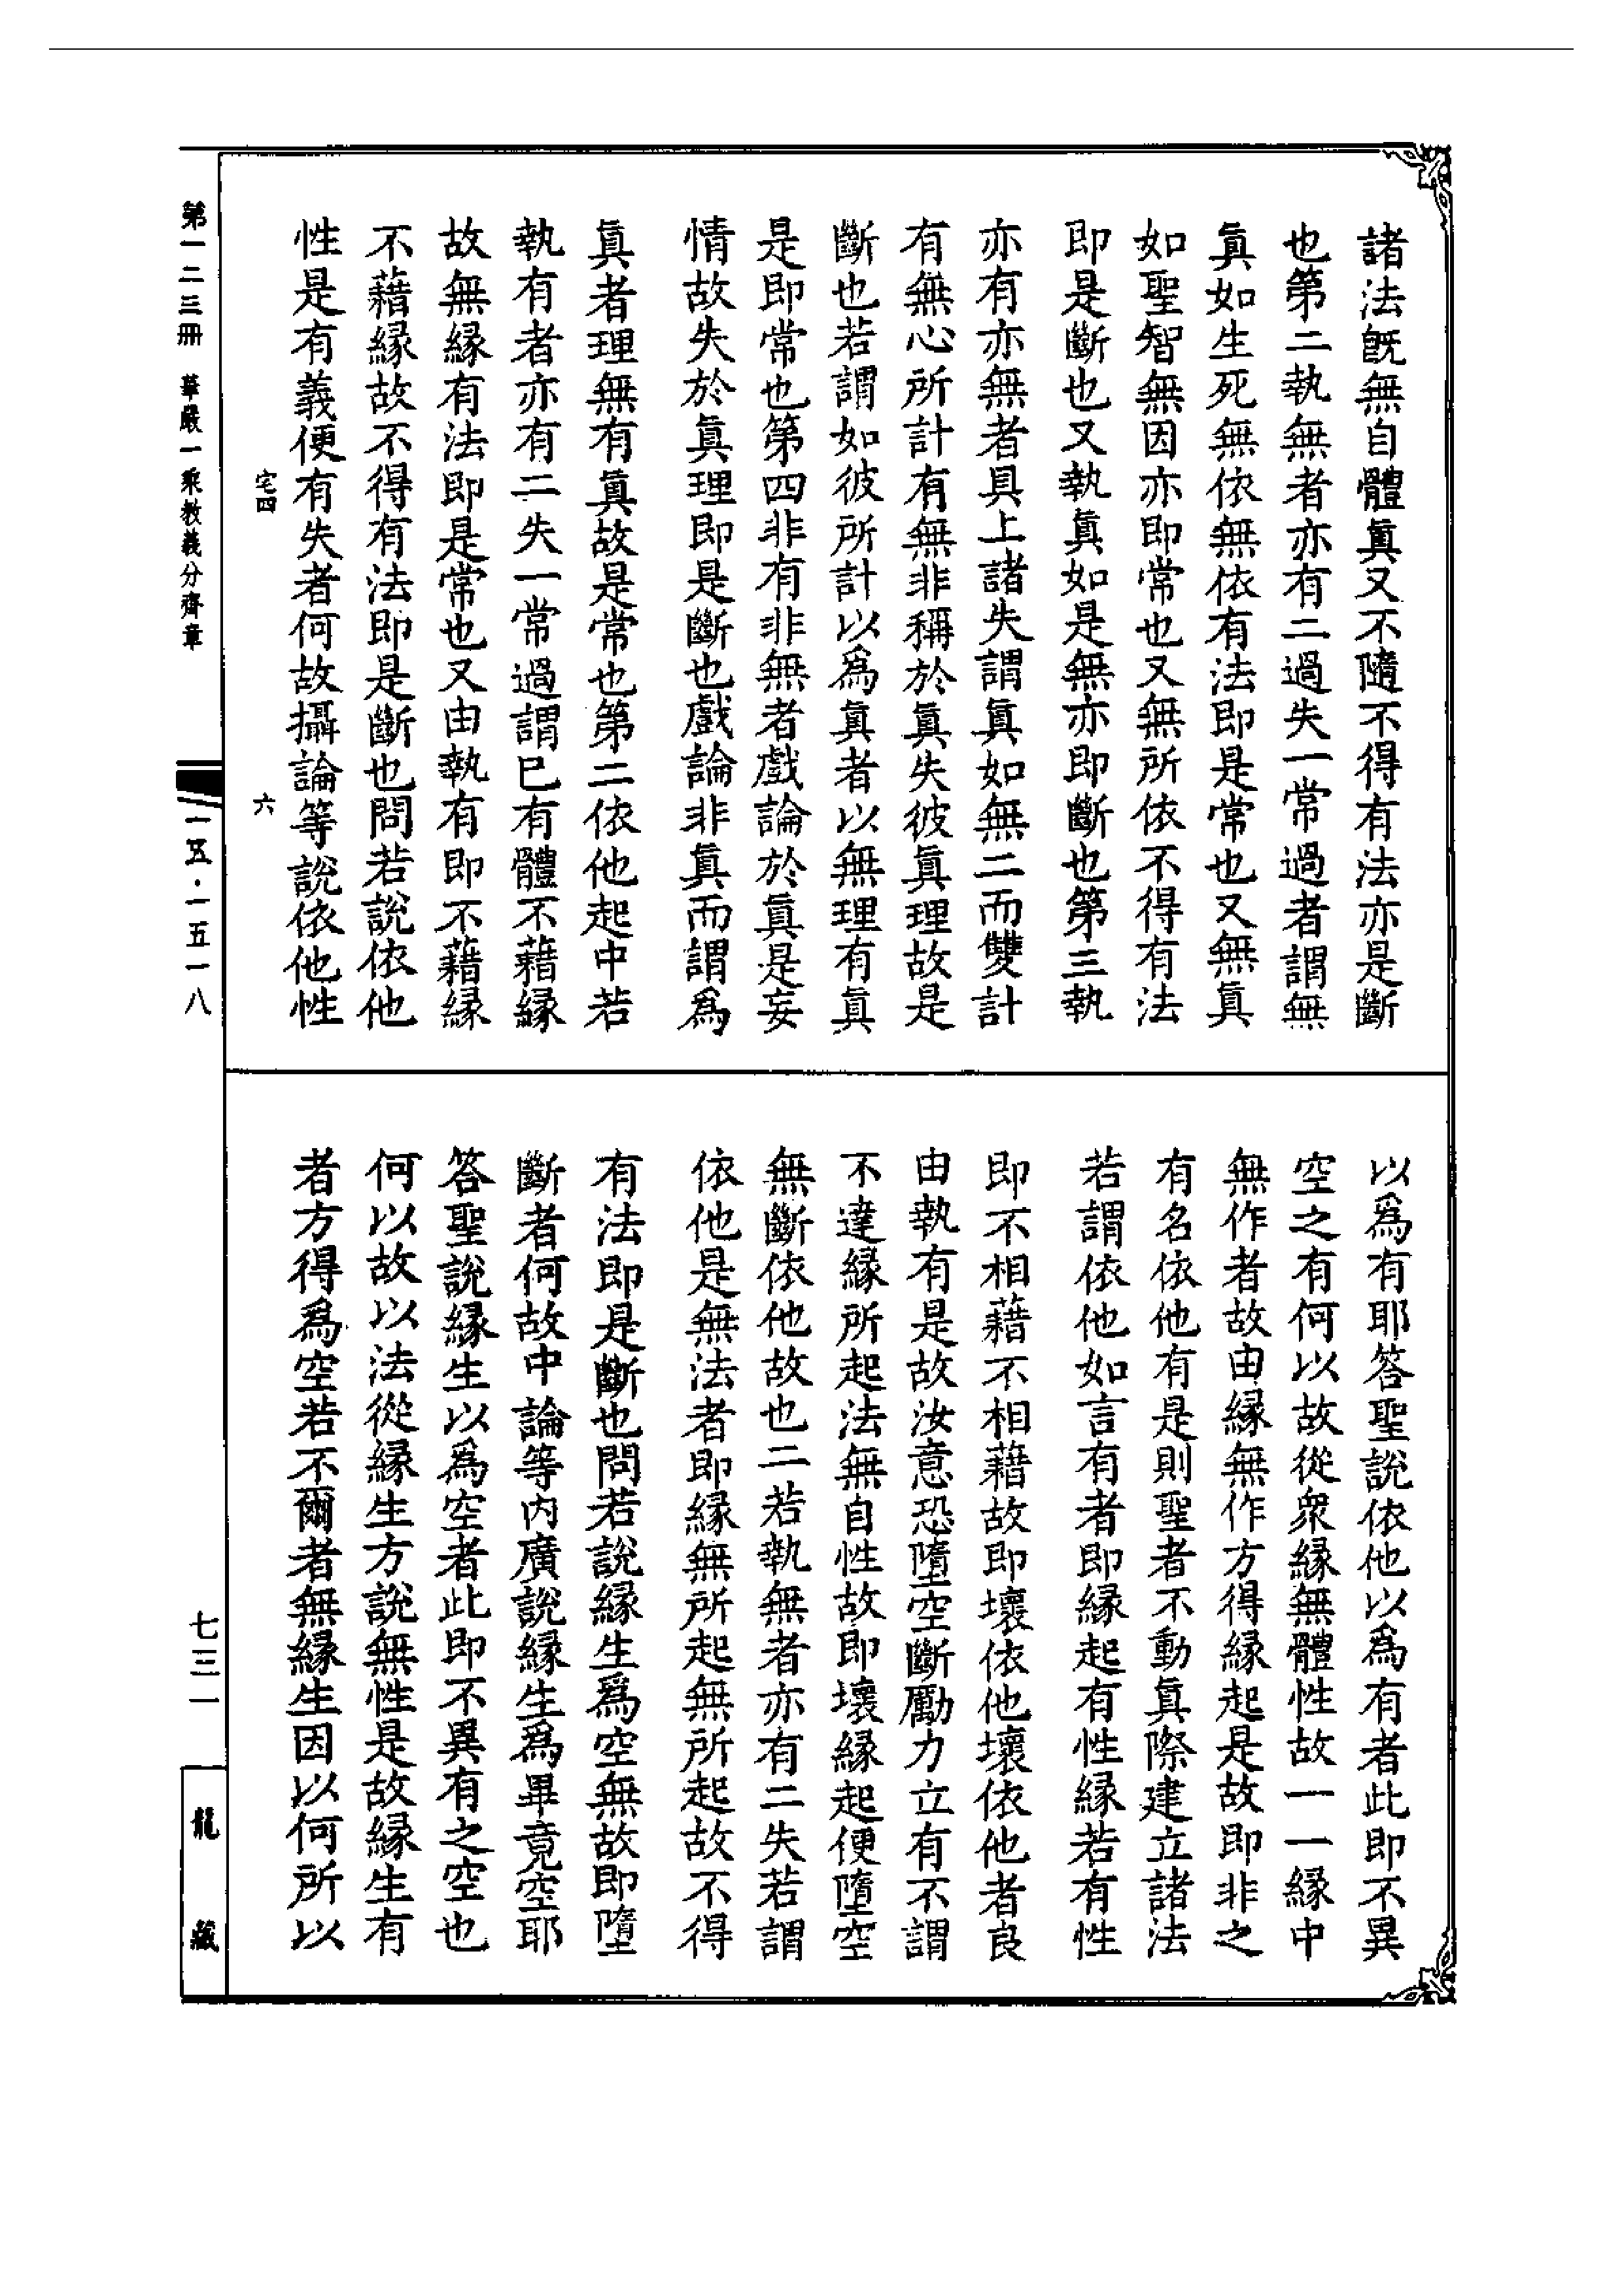 諸法旣無自體眞又不隨不得有法亦是斷
也第二執無者亦有二過失一常過者謂無
眞如生死無依無依有法即是常也又無眞
如聖智無因亦即常也又無所依不得有法
即是斷也又執眞如是無亦即斷也第三執
亦有亦無者具上諸失謂眞如無二而雙計
有無心所計有無非稱於眞失彼眞理故是
斷也若謂如彼所計以爲眞者以無理有眞
是即常也第四非有非無者戲論於眞是妄
情故失於眞理即是斷也戲論非眞而謂爲
眞者理無有眞故是常也第二依他起中若
執有者亦有二失一常過謂已有體不藉緣
故無緣有法即是常也又由執有即不藉緣
不藉緣故不得有法即是斷也問若說依他
性是有義便有失者何故攝論等說依他性
宅四
六
以爲有耶答聖說依他以爲有者此即不異
空之有何以故從衆緣無體性故一一緣中
無作者故由緣無作方得緣起是故即非之
有名依他有是則聖者不動眞際建立諸法
若謂依他如言有者即緣起有性緣若有性
即不相藉不相藉故即壞依他壞依他者良
由執有是故汝意恐墮空斷勵力立有不謂
不達緣所起法無自性故即壞緣起便墮空
無斷依他故也二若執無者亦有二失若謂
依他是無法者即緣無所起無所起故不得
有法即是斷也問若說緣生爲空無故即墮
斷者何故中論等內廣說緣生爲畢竟空耶
答聖說緣生以爲空者此即不異有之空也
何以故以法從緣生方說無性是故緣生有
者方得爲空若不爾者無緣生因以何所以
第一二三冊 華嚴一乘教義分齊章
一五·一五一八
七三一
龍藏